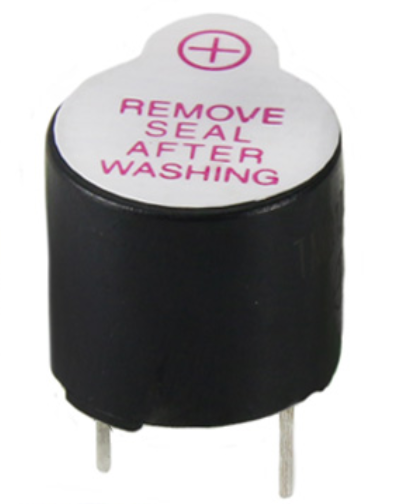 +
REMOVE
SEAL
AFTER
WASHING